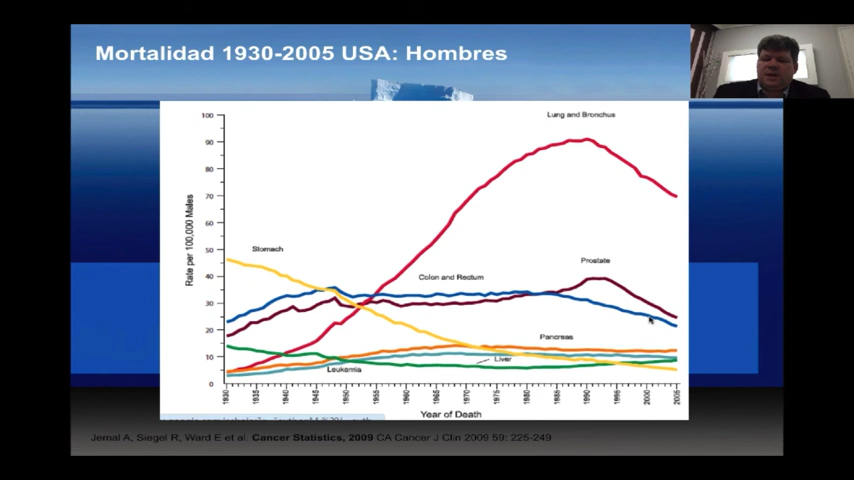 Mortalidad 1930-2005 USA: Hombres
Lung and Bronchus
100
90
80
70
60
50
40
30
20
10
0
Rate per 100,000 Males
Stomach
Prostate
Colon and Rectum
Pancreas
Liver
Leukemia
1930
1935
1940
1945
1950
1955
1960
1965
1970
1975
1980
1985
1990
1995
2000
2005
Year of Death
Jemal A, Siegel R, Ward E et al. Cancer Statistics, 2009 CA Cancer J Clin 2009 59: 225-249